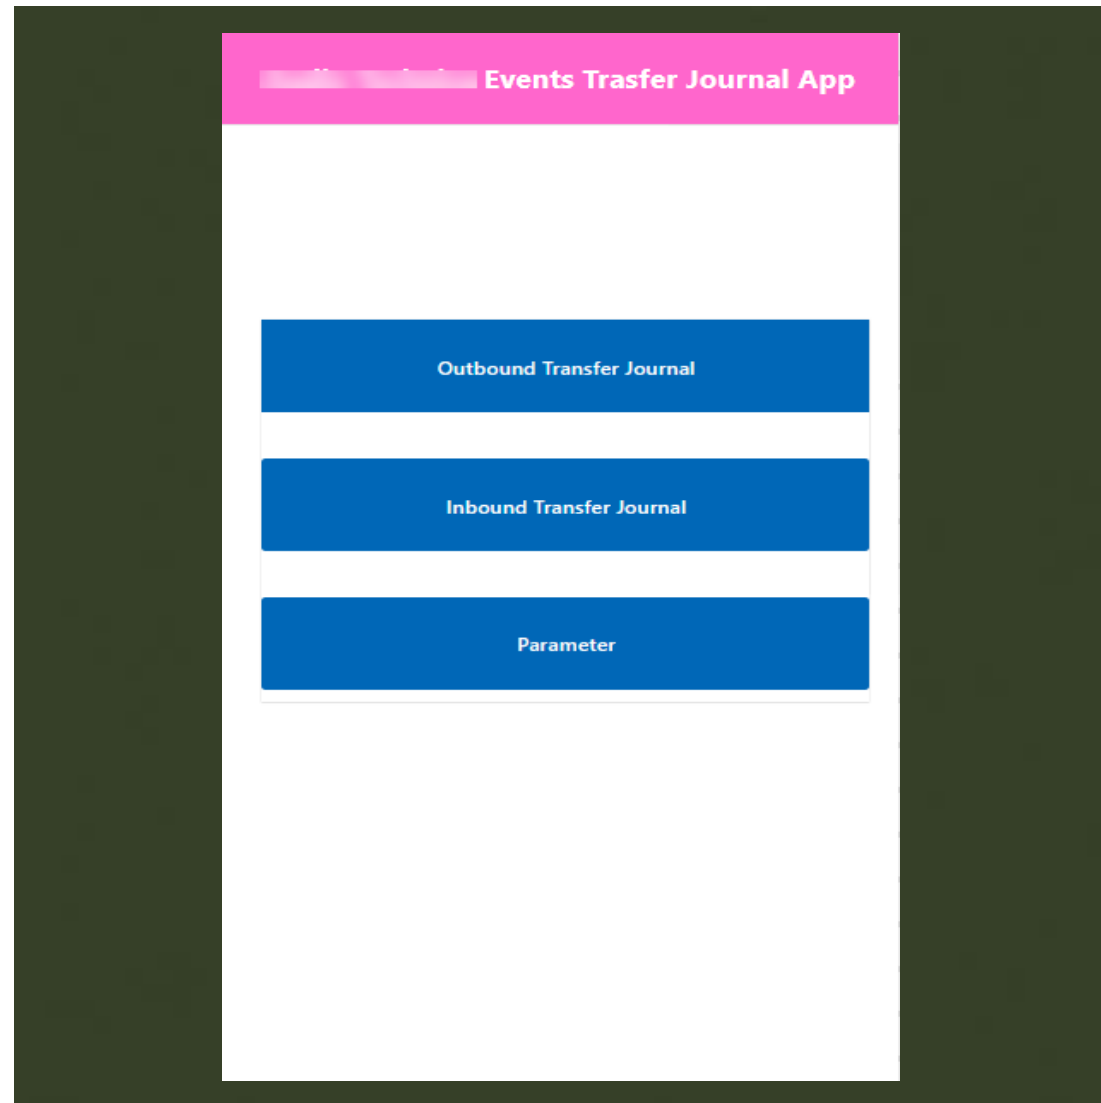 Events Trasfer Journal App
Outbound Transfer Journal
Inbound Transfer Journal
Parameter